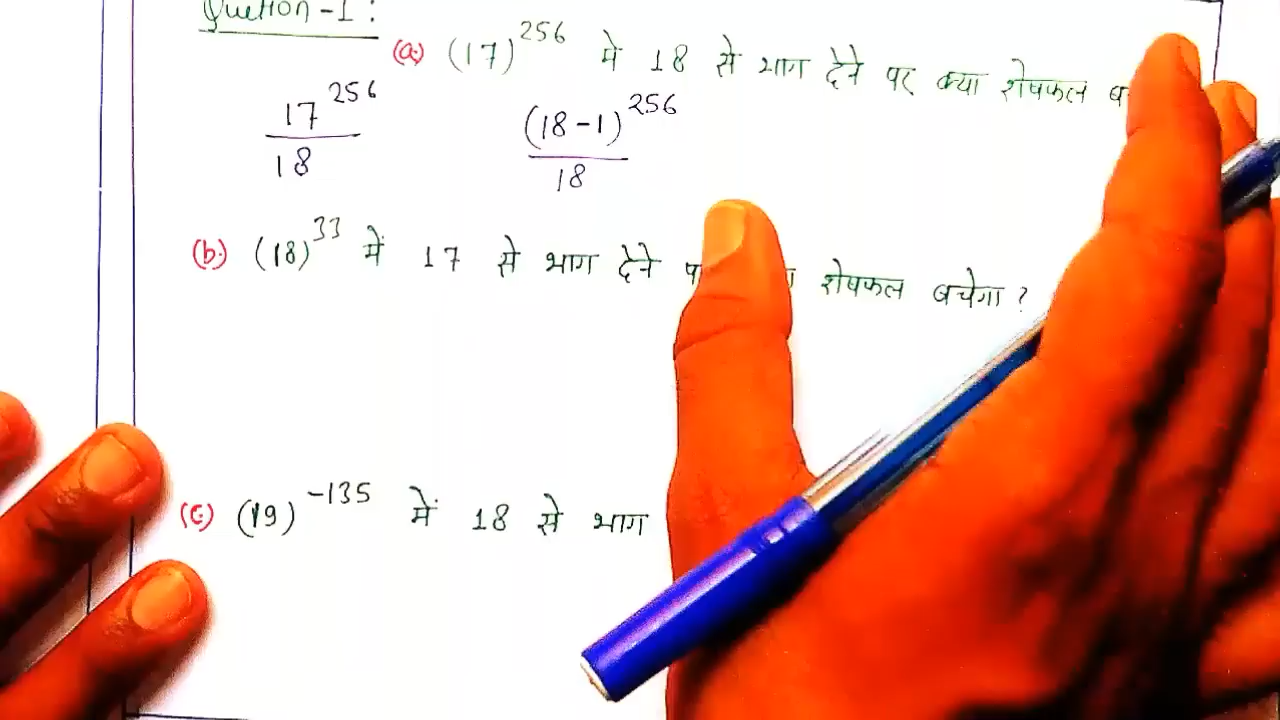 Question-1:
(a) (17)^256 में 18 से भाग देने पर क्या शेषफल
17^256 / 18 (18-1)^256 / 18
(b) (18)^33 में 17 से भाग देने शेषफल बचेगा ?
(c) (19)^-135 में 18 से भाग